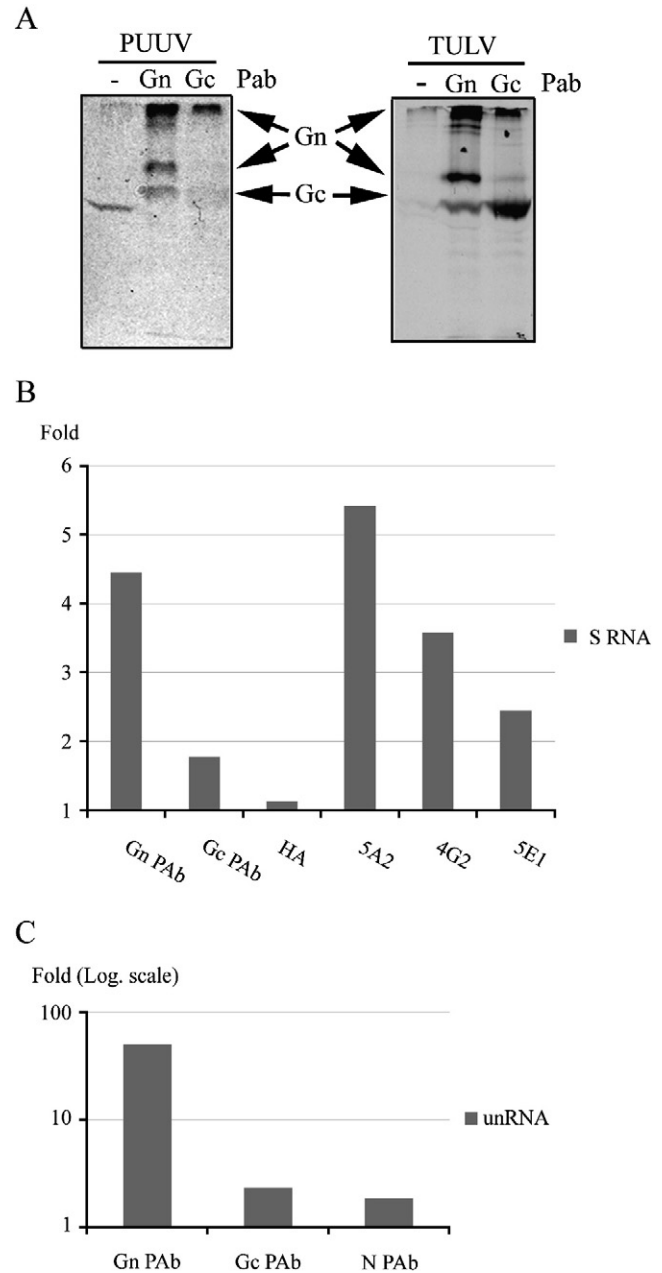 A
PUUV
- Gn Gc Pab
TULV
- Gn Gc Pab
Gn
Gc
B
Fold
6
5
4
3
2
1
S RNA
Gn PAb
Gc PAb
HA
5A2
4G2
5E1
C
Fold (Log. scale)
100
10
1
unRNA
Gn PAb
Gc PAb
N PAb